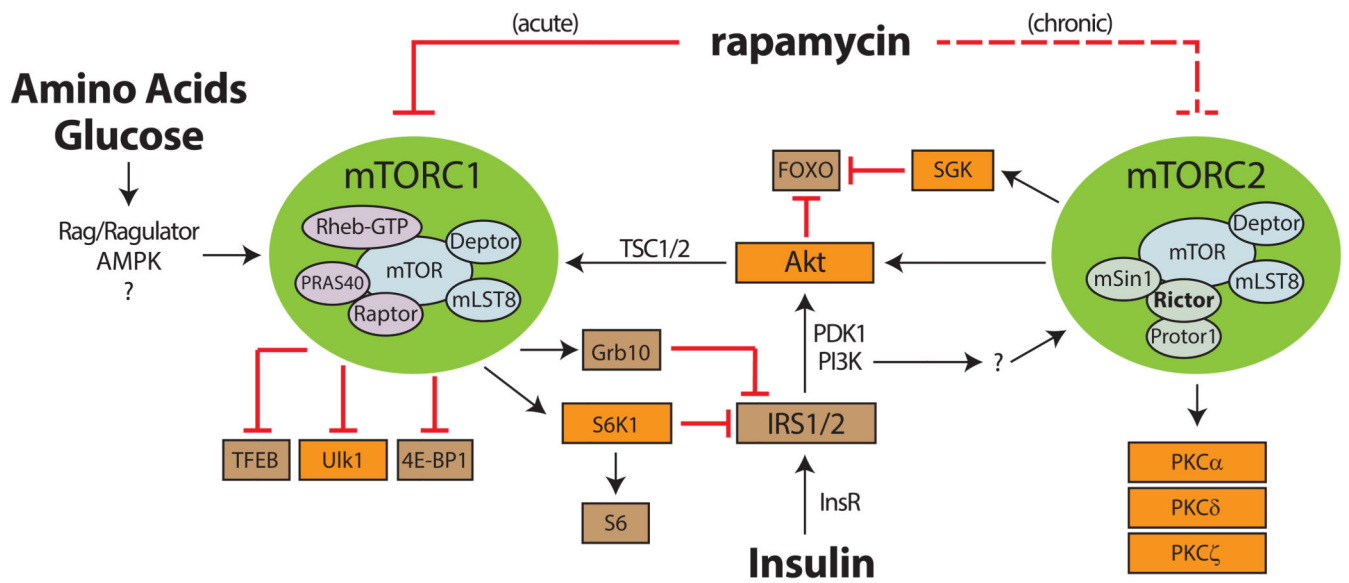 (acute)
rapamycin
(chronic)
Amino Acids
Glucose
Rag/Ragulator
AMPK
?
mTORC1
Rheb-GTP
Deptor
mTOR
PRAS40
mLST8
Raptor
FOXO
SGK
TSC1/2
Akt
mTORC2
Deptor
mTOR
mSin1
mLST8
Rictor
Protor1
Grb10
PDK1
PI3K
?
S6K1
IRS1/2
TFEB
Ulk1
4E-BP1
S6
InsR
Insulin
PKCα
PKCδ
PKCζ